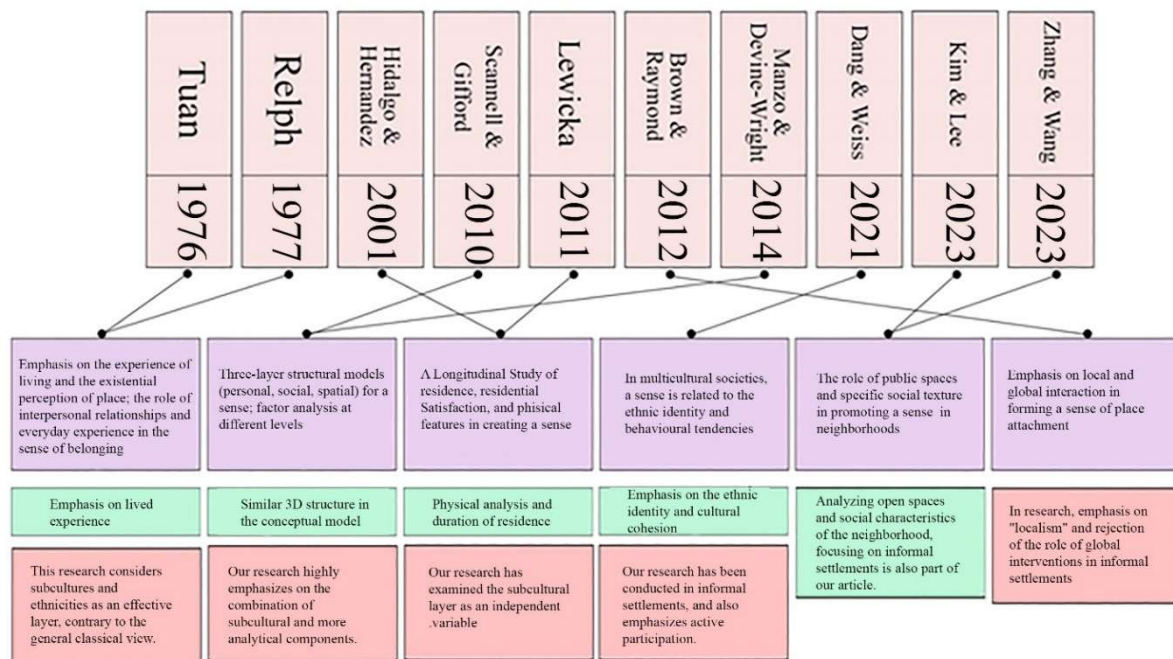 Tuan
1976
Relph
1977
Hidalgo &
Hernandez
2001
Scannell &
Gifford
2010
Lewicka
2011
Brown &
Raymond
2012
Manzo &
Devine-Wright
2014
Dang & Weiss
2021
Kim & Lee
2023
Zhang & Wang
2023
Emphasis on the experience of
living and the existential
perception of place; the role of
interpersonal relationships and
everyday experience in the
sense of belonging
Three-layer structural models
(personal, social, spatial) for a
sense; factor analysis at
different levels
A Longitudinal Study of
residence, residential
Satisfaction, and phisical
features in creating a sense
In multicultural societies,
a sense is related to the
ethnic identity and
behavioural tendencies
The role of public spaces
and specific social texture
in promoting a sense in
neighborhoods
Emphasis on local and
global interaction in
forming a sense of place
attachment
Emphasis on lived
experience
Similar 3D structure in
the conceptual model
Physical analysis and
duration of residence
Emphasis on the ethnic
identity and cultural
cohesion
Analyzing open spaces
and social characteristics
of the neighborhood,
focusing on informal
settlements is also part of
our article.
In research, emphasis on
"localism" and rejection
of the role of global
interventions in informal
settlements
This research considers
subcultures and
ethnicities as an effective
layer, contrary to the
general classical view.
Our research highly
emphasizes on the
combination of
subcultural and more
analytical components.
Our research has
examined the subcultural
layer as an independent
.variable
Our research has been
conducted in informal
settlements, and also
emphasizes active
participation.